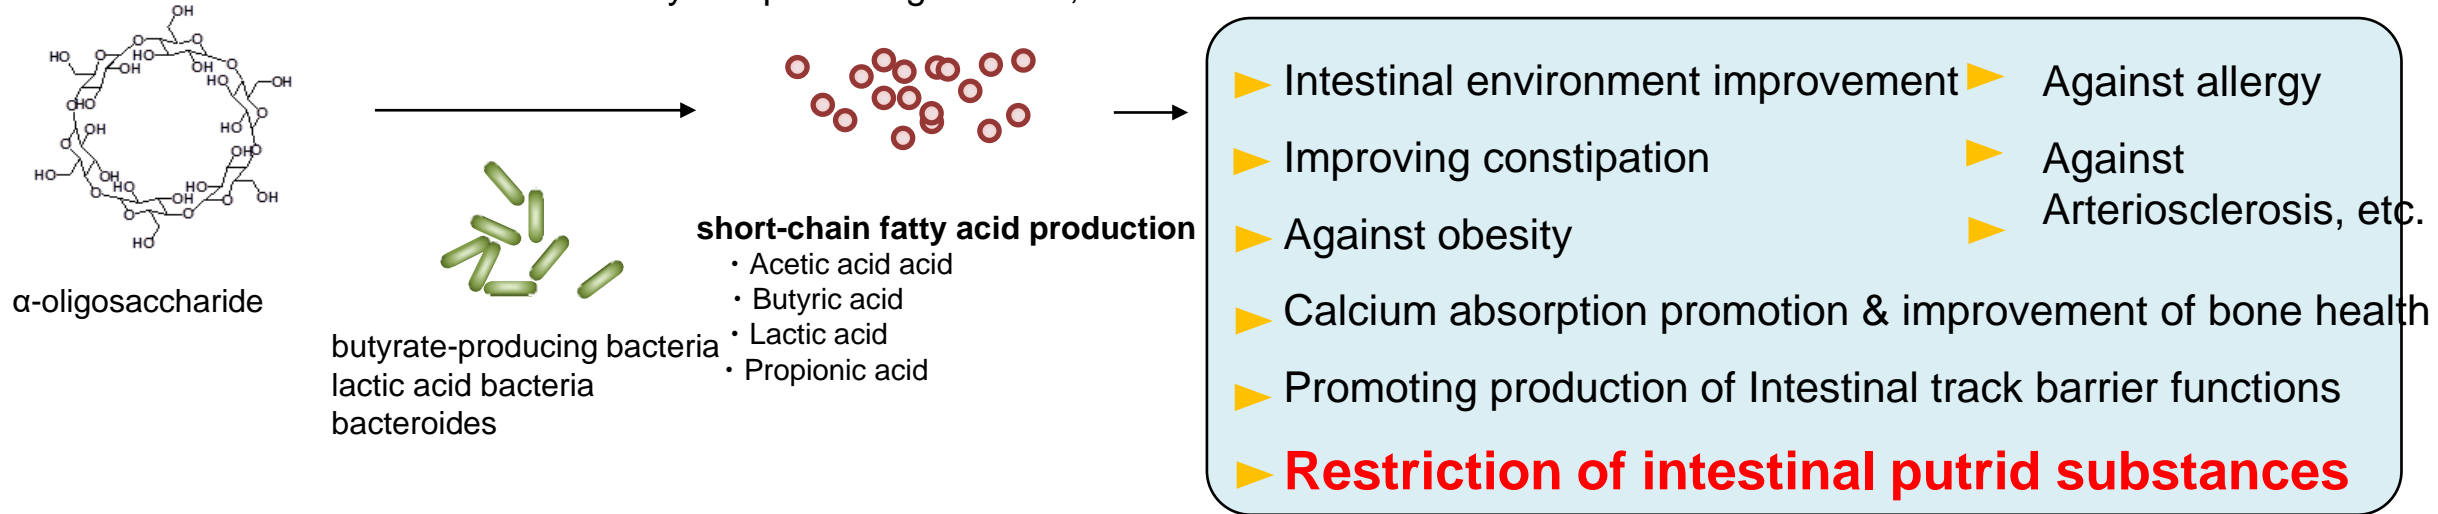 α-oligosaccharide
butyrate-producing bacteria
lactic acid bacteria
bacteroides
short-chain fatty acid production
・Acetic acid acid
・Butyric acid
・Lactic acid
・Propionic acid
Intestinal environment improvement
Improving constipation
Against obesity
Against allergy
Against
Arteriosclerosis, etc.
Calcium absorption promotion & improvement of bone health
Promoting production of Intestinal track barrier functions
Restriction of intestinal putrid substances